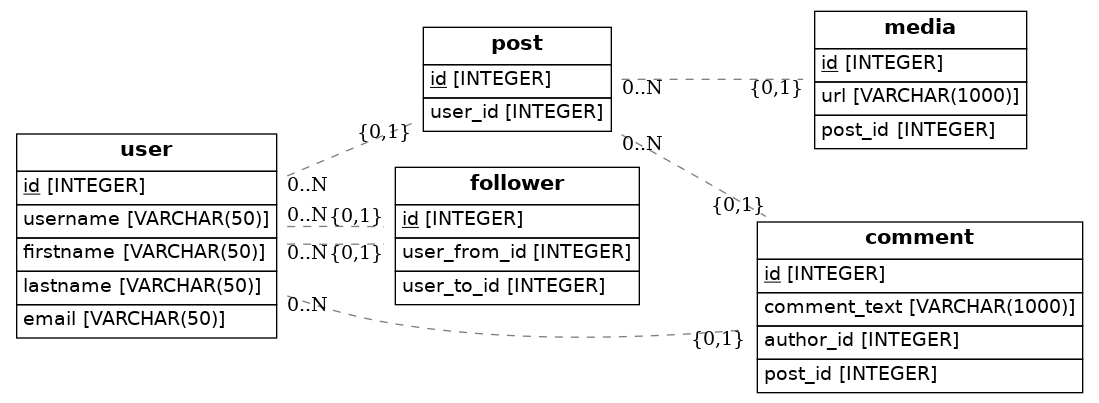 media
id [INTEGER]
url [VARCHAR(1000)]
post_id [INTEGER]
post
id [INTEGER]
user_id [INTEGER]
0..N
{0,1}
{0,1}
0..N
user
id [INTEGER]
username [VARCHAR(50)]
firstname [VARCHAR(50)]
lastname [VARCHAR(50)]
email [VARCHAR(50)]
0..N
0..N{0,1}
0..N{0,1}
0..N
follower
id [INTEGER]
user_from_id [INTEGER]
user_to_id [INTEGER]
{0,1}
{0,1}
comment
id [INTEGER]
comment_text [VARCHAR(1000)]
author_id [INTEGER]
post_id [INTEGER]